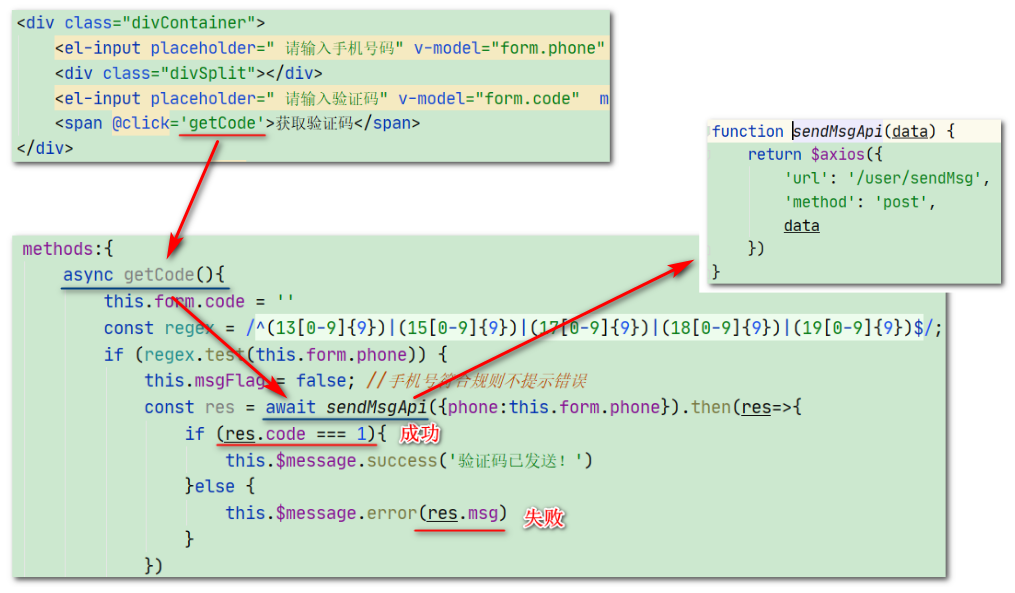 <div class="divContainer">
<el-input placeholder=" 请输入手机号码" v-model="form.phone"
<div class="divSplit"></div>
<el-input placeholder=" 请输入验证码" v-model="form.code" m
<span @click='getCode'>获取验证码</span>
</div>
function sendMsgApi(data) {
return $axios({
'url': '/user/sendMsg',
'method': 'post',
data
})
}
methods:{
async getCode(){
this.form.code = ''
const regex = /^(13[0-9]{9})|(15[0-9]{9})|(17[0-9]{9})|(18[0-9]{9})|(19[0-9]{9})$/;
if (regex.test(this.form.phone)) {
this.msgFlag = false; //手机号符合规则不提示错误
const res = await sendMsgApi({phone:this.form.phone}).then(res=>{
if (res.code === 1){ 成功
this.$message.success('验证码已发送！')
}else {
this.$message.error(res.msg) 失败
}
})